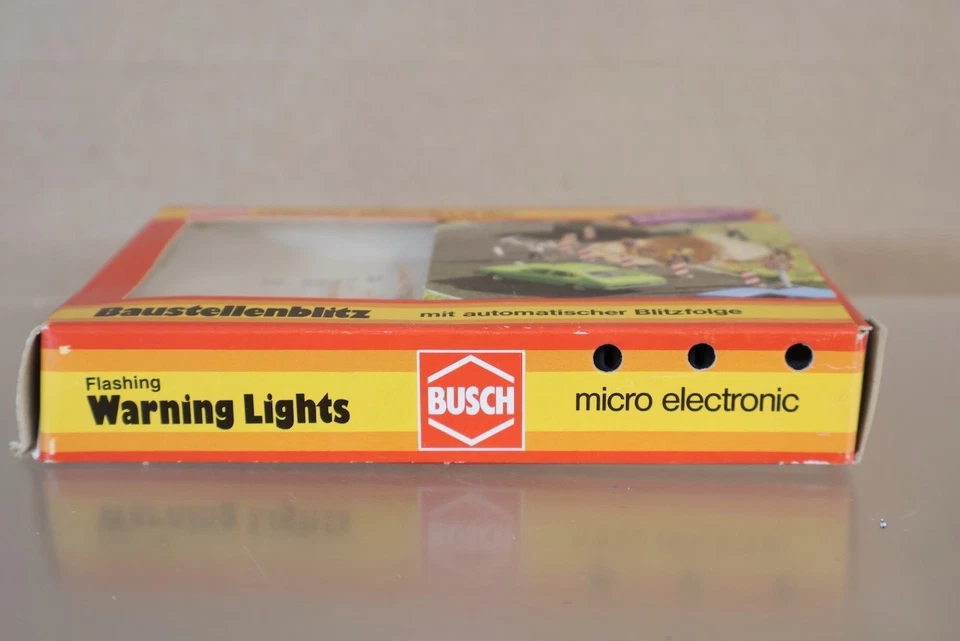 Baustellenblitz mit automatischer Blitzfolge
Flashing
Warning Lights
BUSCH
micro electronic